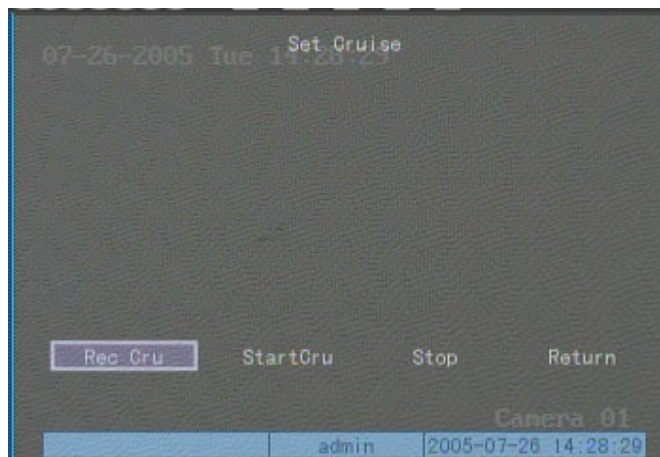 Set Cruise
07-26-2005 Tue 14:28:29
Rec Cru StartCru Stop Return
Camera 01
admin 2005-07-26 14:28:29